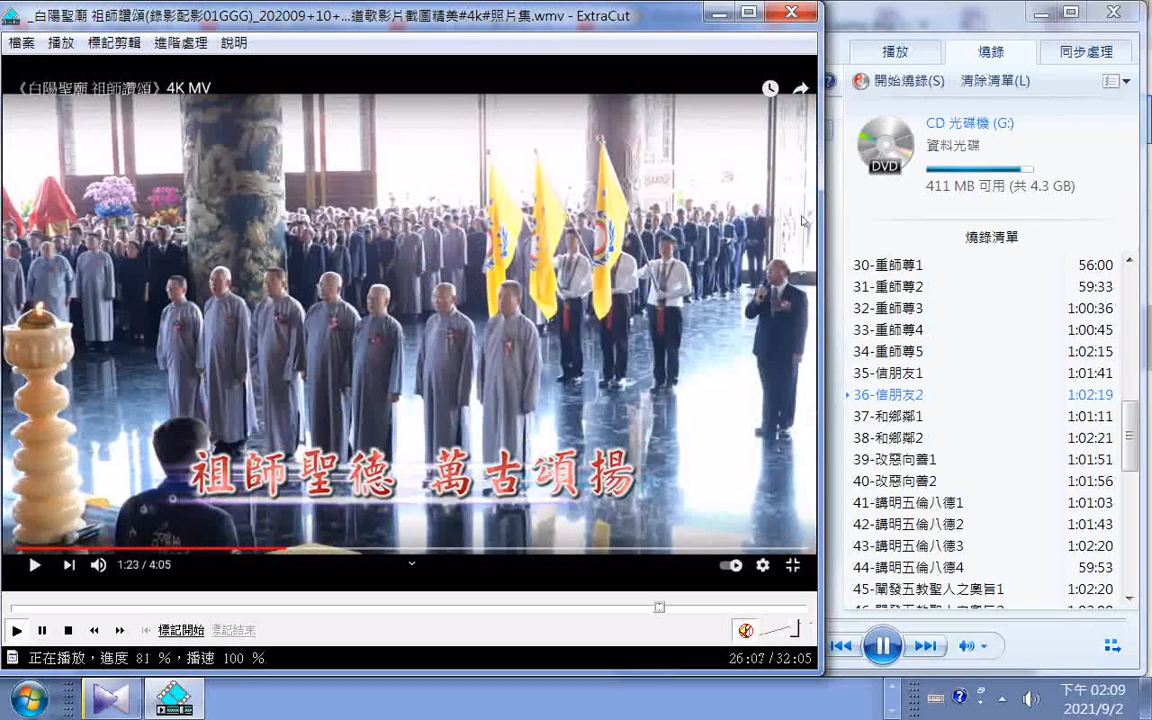 _白陽聖廟 祖師讚頌(錄影配影01GGG)_202009+10+...道歌影片截圖精美#4k#照片集.wmv - ExtraCut
檔案 播放 標記剪輯 進階處理 說明
《白陽聖廟 祖師讚頌》4K MV
祖師聖德 萬古頌揚
1:23 / 4:05
標記開始 標記結束
正在播放，進度 81 %，播速 100 %
26:07 / 32:05
播放 燒錄 同步處理
開始燒錄(S) 清除清單(L)
CD 光碟機 (G:)
資料光碟
DVD
411 MB 可用 (共 4.3 GB)
燒錄清單
30-重師尊1 56:00
31-重師尊2 59:33
32-重師尊3 1:00:36
33-重師尊4 1:00:45
34-重師尊5 1:02:15
35-信朋友1 1:01:41
36-信朋友2 1:02:19
37-和鄉鄰1 1:01:11
38-和鄉鄰2 1:02:21
39-改惡向善1 1:01:51
40-改惡向善2 1:01:56
41-講明五倫八德1 1:01:03
42-講明五倫八德2 1:01:43
43-講明五倫八德3 1:02:20
44-講明五倫八德4 59:53
45-闡發五教聖人之奧旨1 1:02:20
下午 02:09
2021/9/2